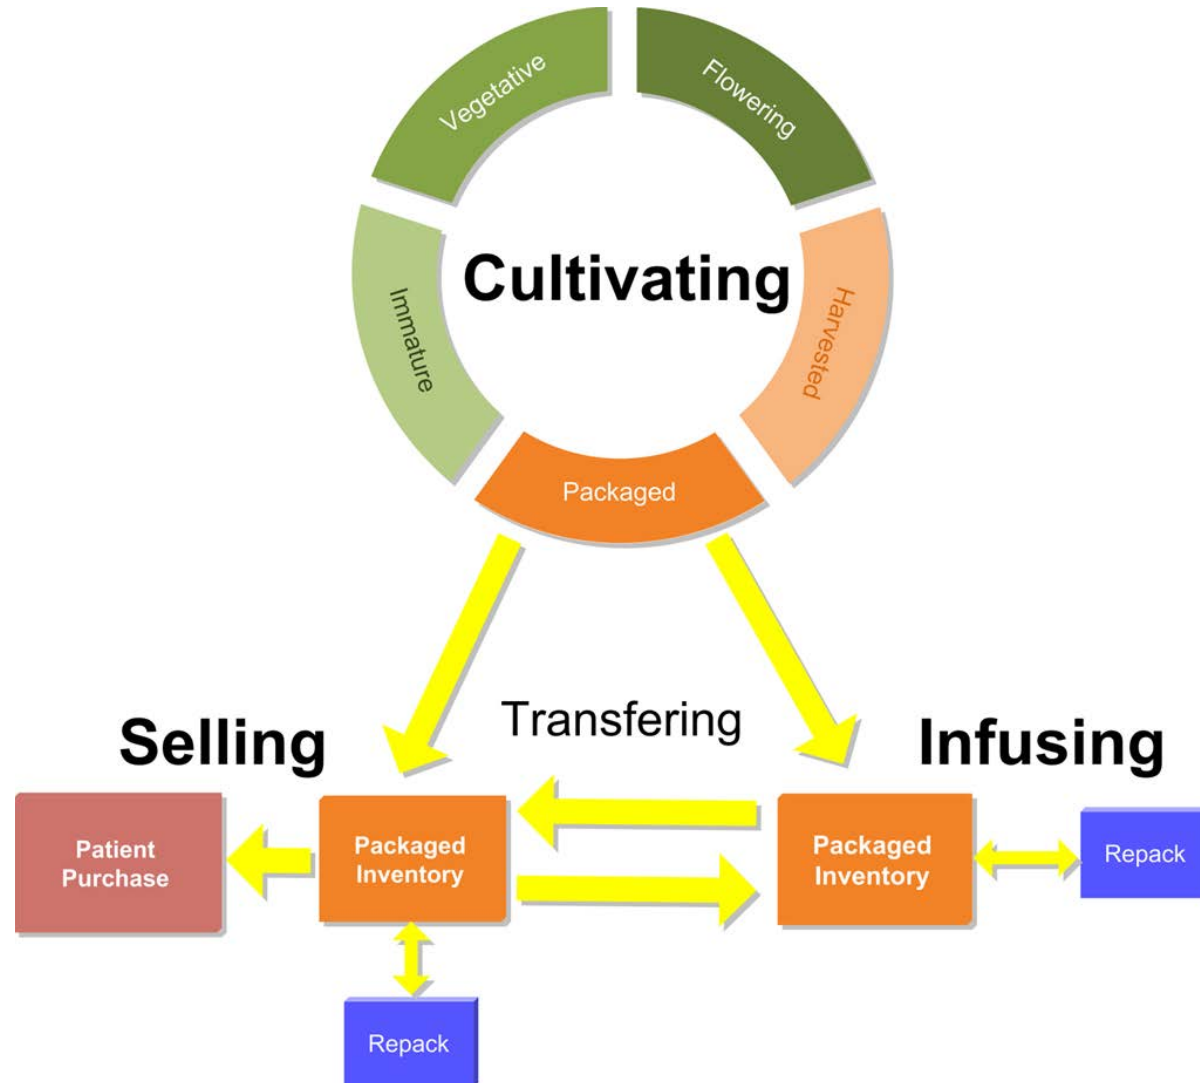 Vegetative
Flowering
Cultivating
Immature
Harvested
Packaged
Transfering
Selling
Infusing
Patient
Purchase
Packaged
Inventory
Packaged
Inventory
Repack
Repack